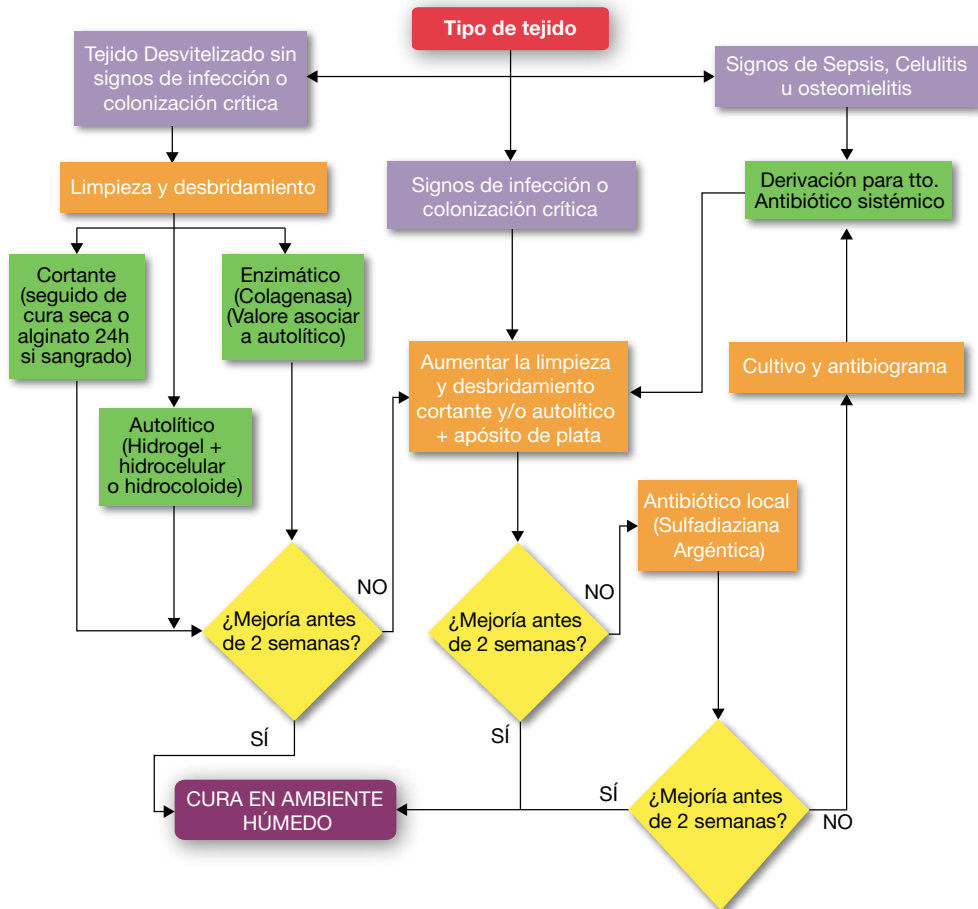 Tipo de tejido
Tejido Desvitelizado sin
signos de infección o
colonización crítica
Signos de Sepsis, Celulitis
u osteomielitis
Limpieza y desbridamiento
Signos de infección o
colonización crítica
Derivación para tto.
Antibiótico sistémico
Cortante
(seguido de
cura seca o
alginato 24h
si sangrado)
Enzimático
(Colagenasa)
(Valore asociar
a autolítico)
Autolítico
(Hidrogel +
hidrocelular
o hidrocoloide)
Aumentar la limpieza
y desbridamiento
cortante y/o autolítico
+ apósito de plata
Cultivo y antibiograma
Antibiótico local
(Sulfadiaziana
Argéntica)
¿Mejoría antes
de 2 semanas?
NO
SÍ
¿Mejoría antes
de 2 semanas?
NO
SÍ
¿Mejoría antes
de 2 semanas?
SÍ
NO
CURA EN AMBIENTE
HÚMEDO